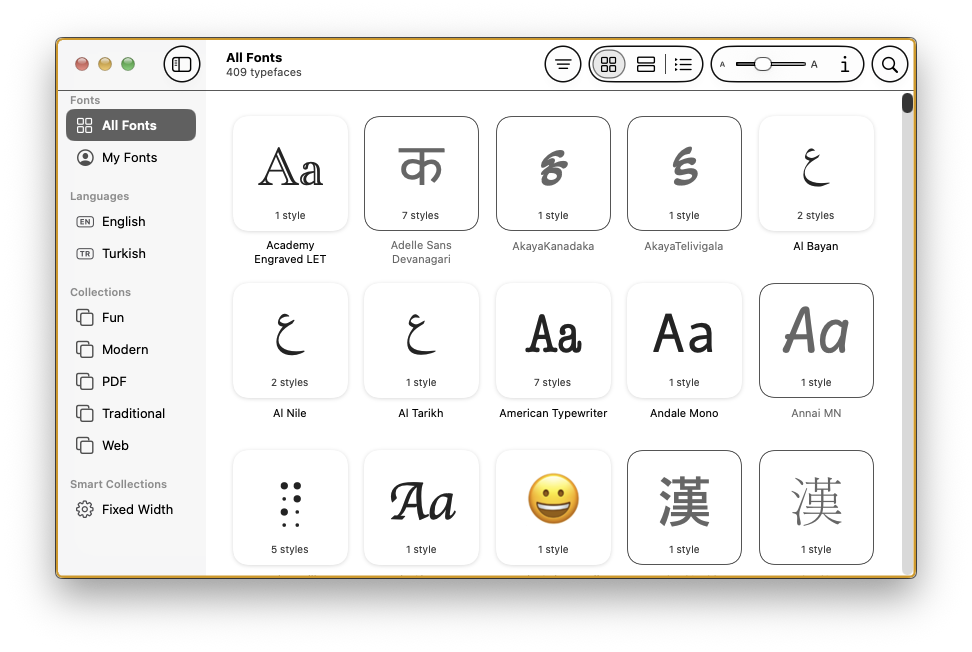 All Fonts
409 typefaces
A
A
i
Fonts
All Fonts
My Fonts
Languages
EN English
TR Turkish
Collections
Fun
Modern
PDF
Traditional
Web
Smart Collections
Fixed Width
Aa
1 style
Academy
Engraved LET
क
7 styles
Adelle Sans
Devanagari
1 style
AkayaKanadaka
1 style
AkayaTelivigala
ع
2 styles
Al Bayan
ع
2 styles
Al Nile
ع
1 style
Al Tarikh
Aa
7 styles
American Typewriter
Aa
1 style
Andale Mono
Aa
1 style
Annai MN
5 styles
Aa
1 style
1 style
漢
1 style
漢
1 style